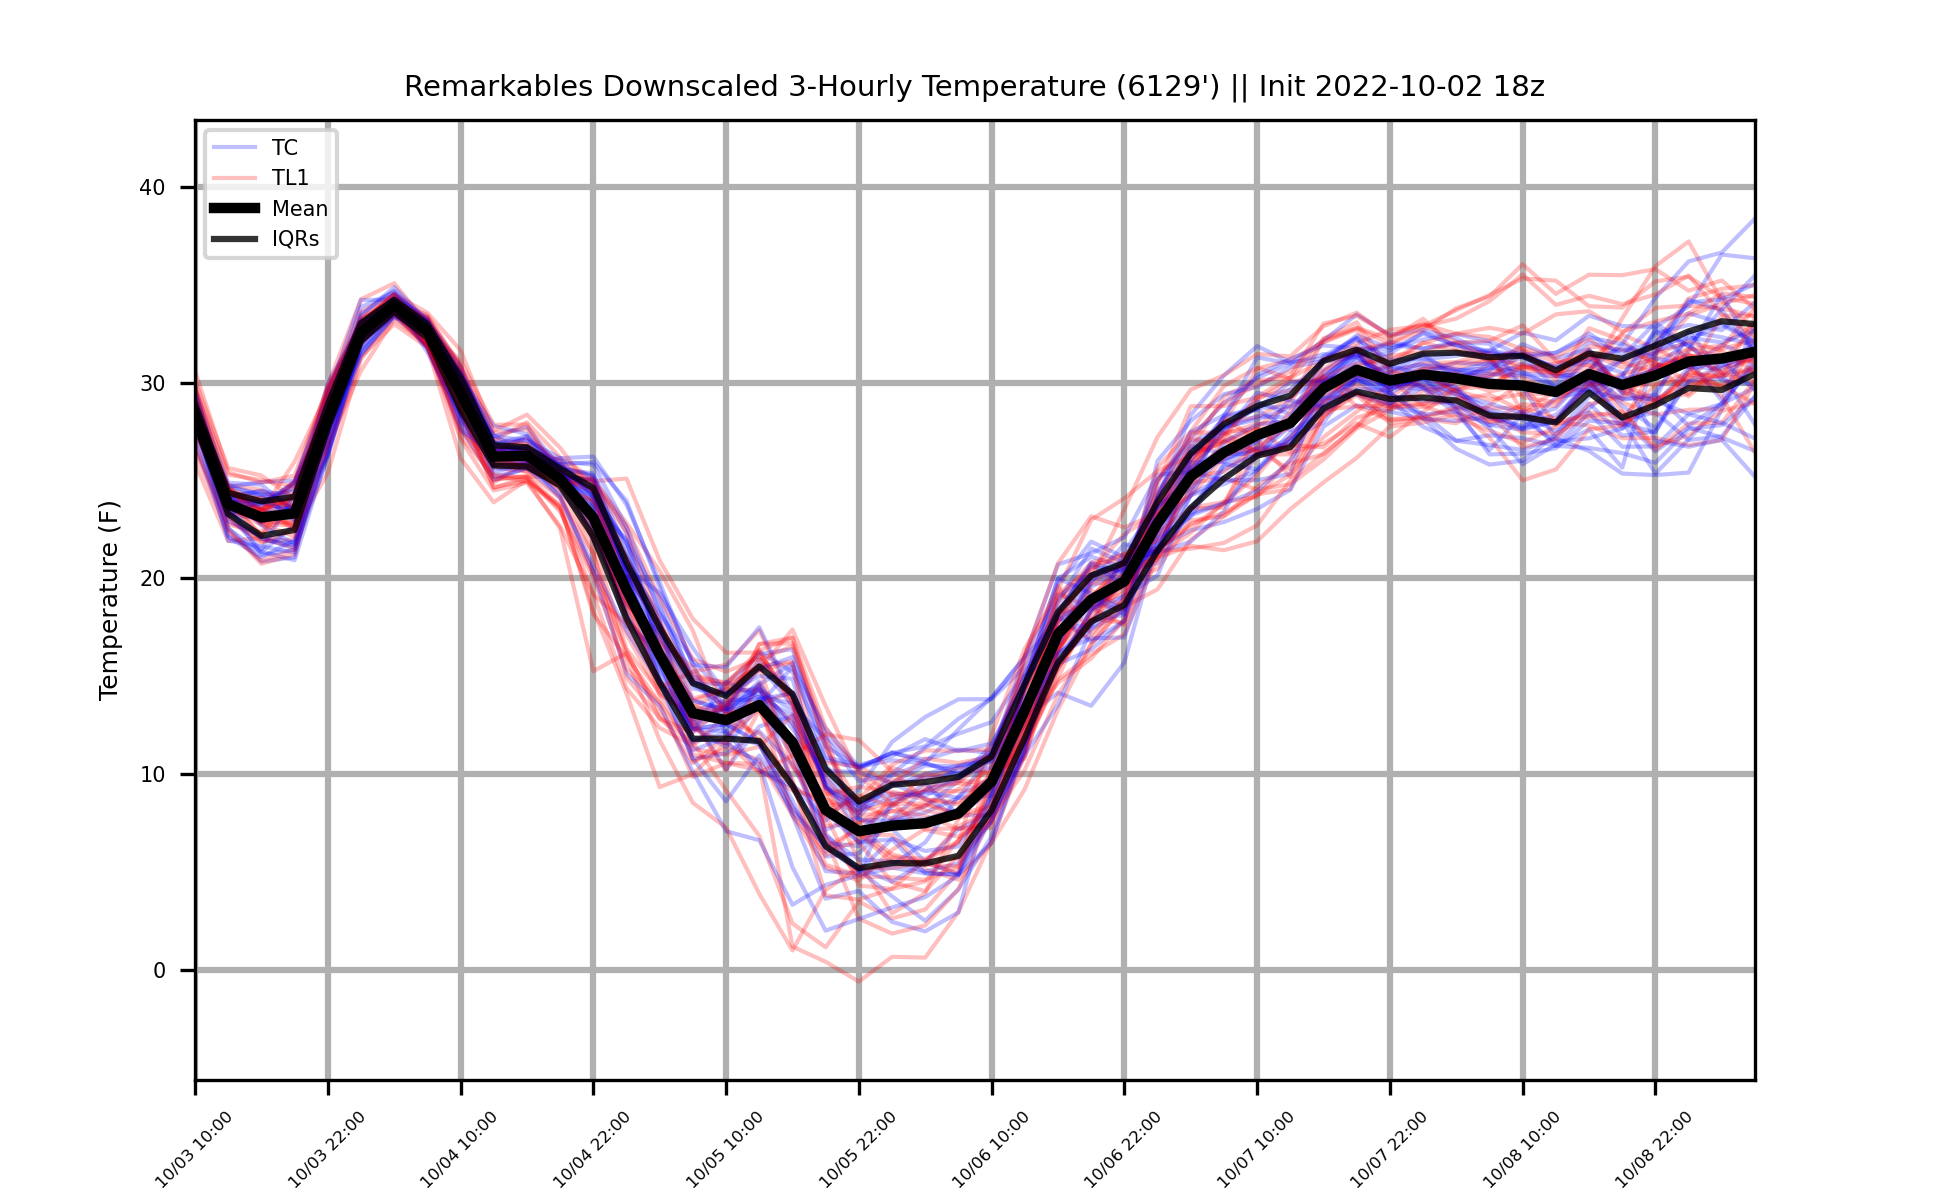 Remarkables Downscaled 3-Hourly Temperature (6129') || Init 2022-10-02 18z
TC
TL1
Mean
IQRs
Temperature (F)
40
30
20
10
0
10/03 10:00
10/03 22:00
10/04 10:00
10/04 22:00
10/05 10:00
10/05 22:00
10/06 10:00
10/06 22:00
10/07 10:00
10/07 22:00
10/08 10:00
10/08 22:00